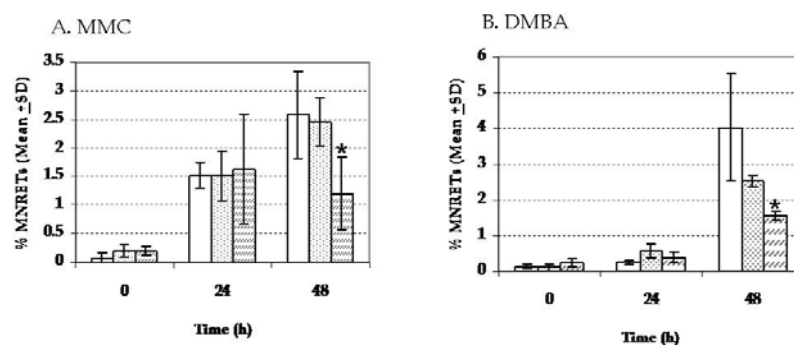 A. MMC
% MNRETs (Mean ±SD)
3.5
3
2.5
2
1.5
1
0.5
0
*
0 24 48
Time (h)
B. DMBA
% MNRETs (Mean ±SD)
6
5
4
3
2
1
0
*
0 24 48
Time (h)